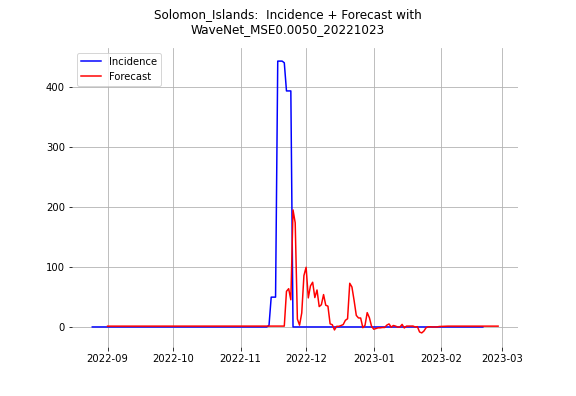 Solomon_Islands:  Incidence + Forecast with
WaveNet_MSE0.0050_20221023
Incidence
Forecast
400
300
200
100
0
2022-09 2022-10 2022-11 2022-12 2023-01 2023-02 2023-03